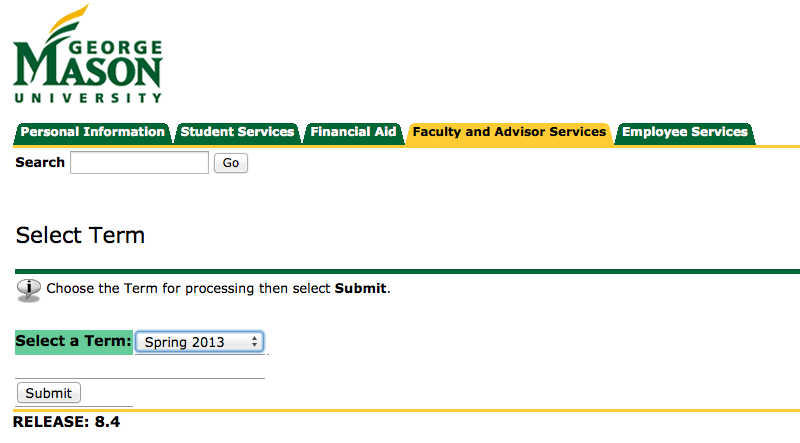 GEORGE
MASON
UNIVERSITY
Personal Information Student Services Financial Aid Faculty and Advisor Services Employee Services
Search Go
Select Term
i Choose the Term for processing then select Submit.
Select a Term: Spring 2013
Submit
RELEASE: 8.4